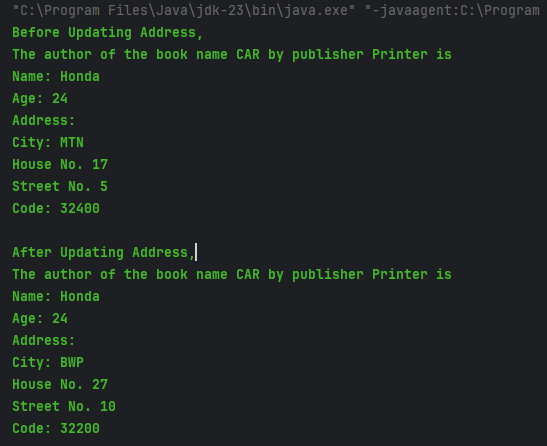 "C:\Program Files\Java\jdk-23\bin\java.exe" "-javaagent:C:\Program
Before Updating Address,
The author of the book name CAR by publisher Printer is
Name: Honda
Age: 24
Address:
City: MTN
House No. 17
Street No. 5
Code: 32400
After Updating Address,
The author of the book name CAR by publisher Printer is
Name: Honda
Age: 24
Address:
City: BWP
House No. 27
Street No. 10
Code: 32200